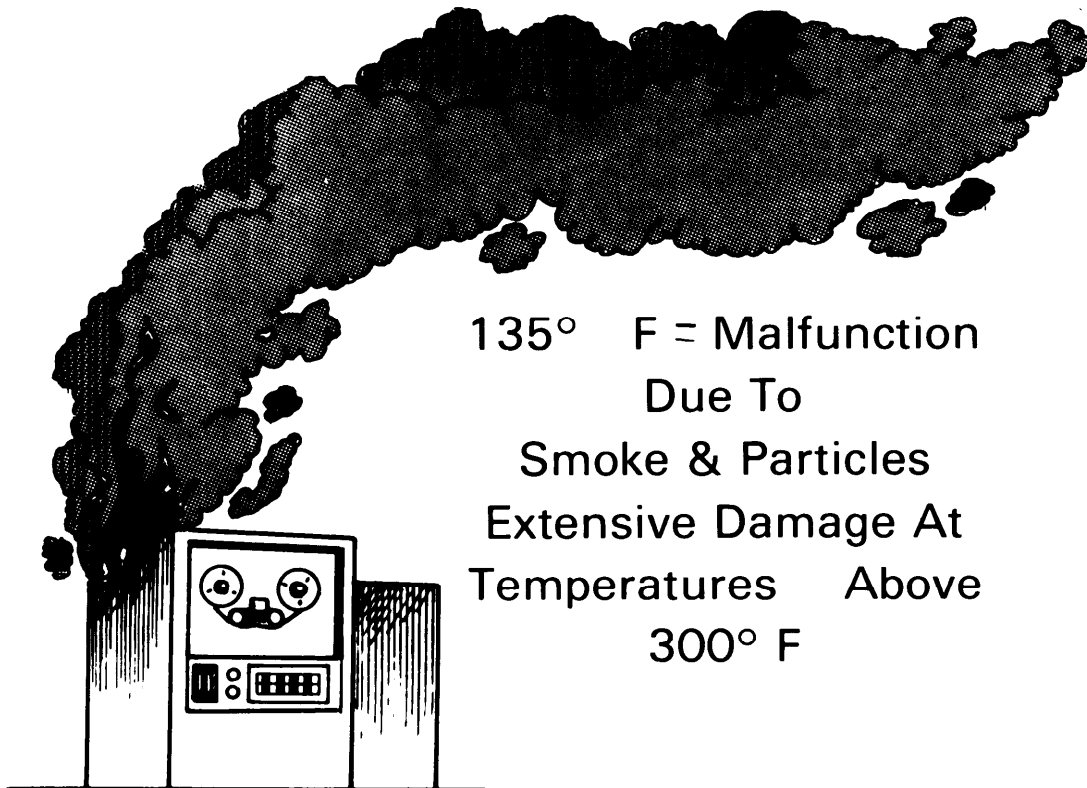 135° F = Malfunction
Due To
Smoke & Particles
Extensive Damage At
Temperatures Above
300° F